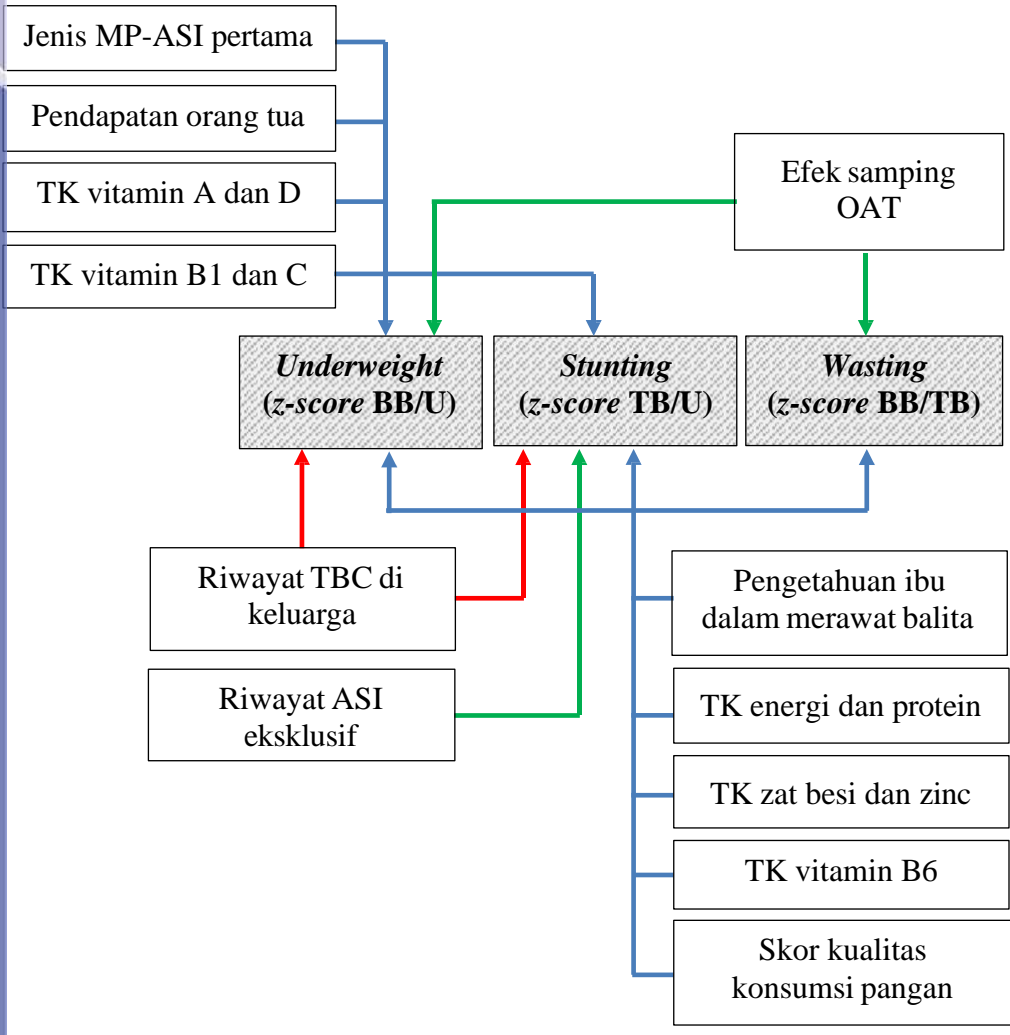 Jenis MP-ASI pertama
Pendapatan orang tua
TK vitamin A dan D
TK vitamin B1 dan C
Efek samping
OAT
Underweight
(z-score BB/U)
Stunting
(z-score TB/U)
Wasting
(z-score BB/TB)
Riwayat TBC di
keluarga
Riwayat ASI
eksklusif
Pengetahuan ibu
dalam merawat balita
TK energi dan protein
TK zat besi dan zinc
TK vitamin B6
Skor kualitas
konsumsi pangan